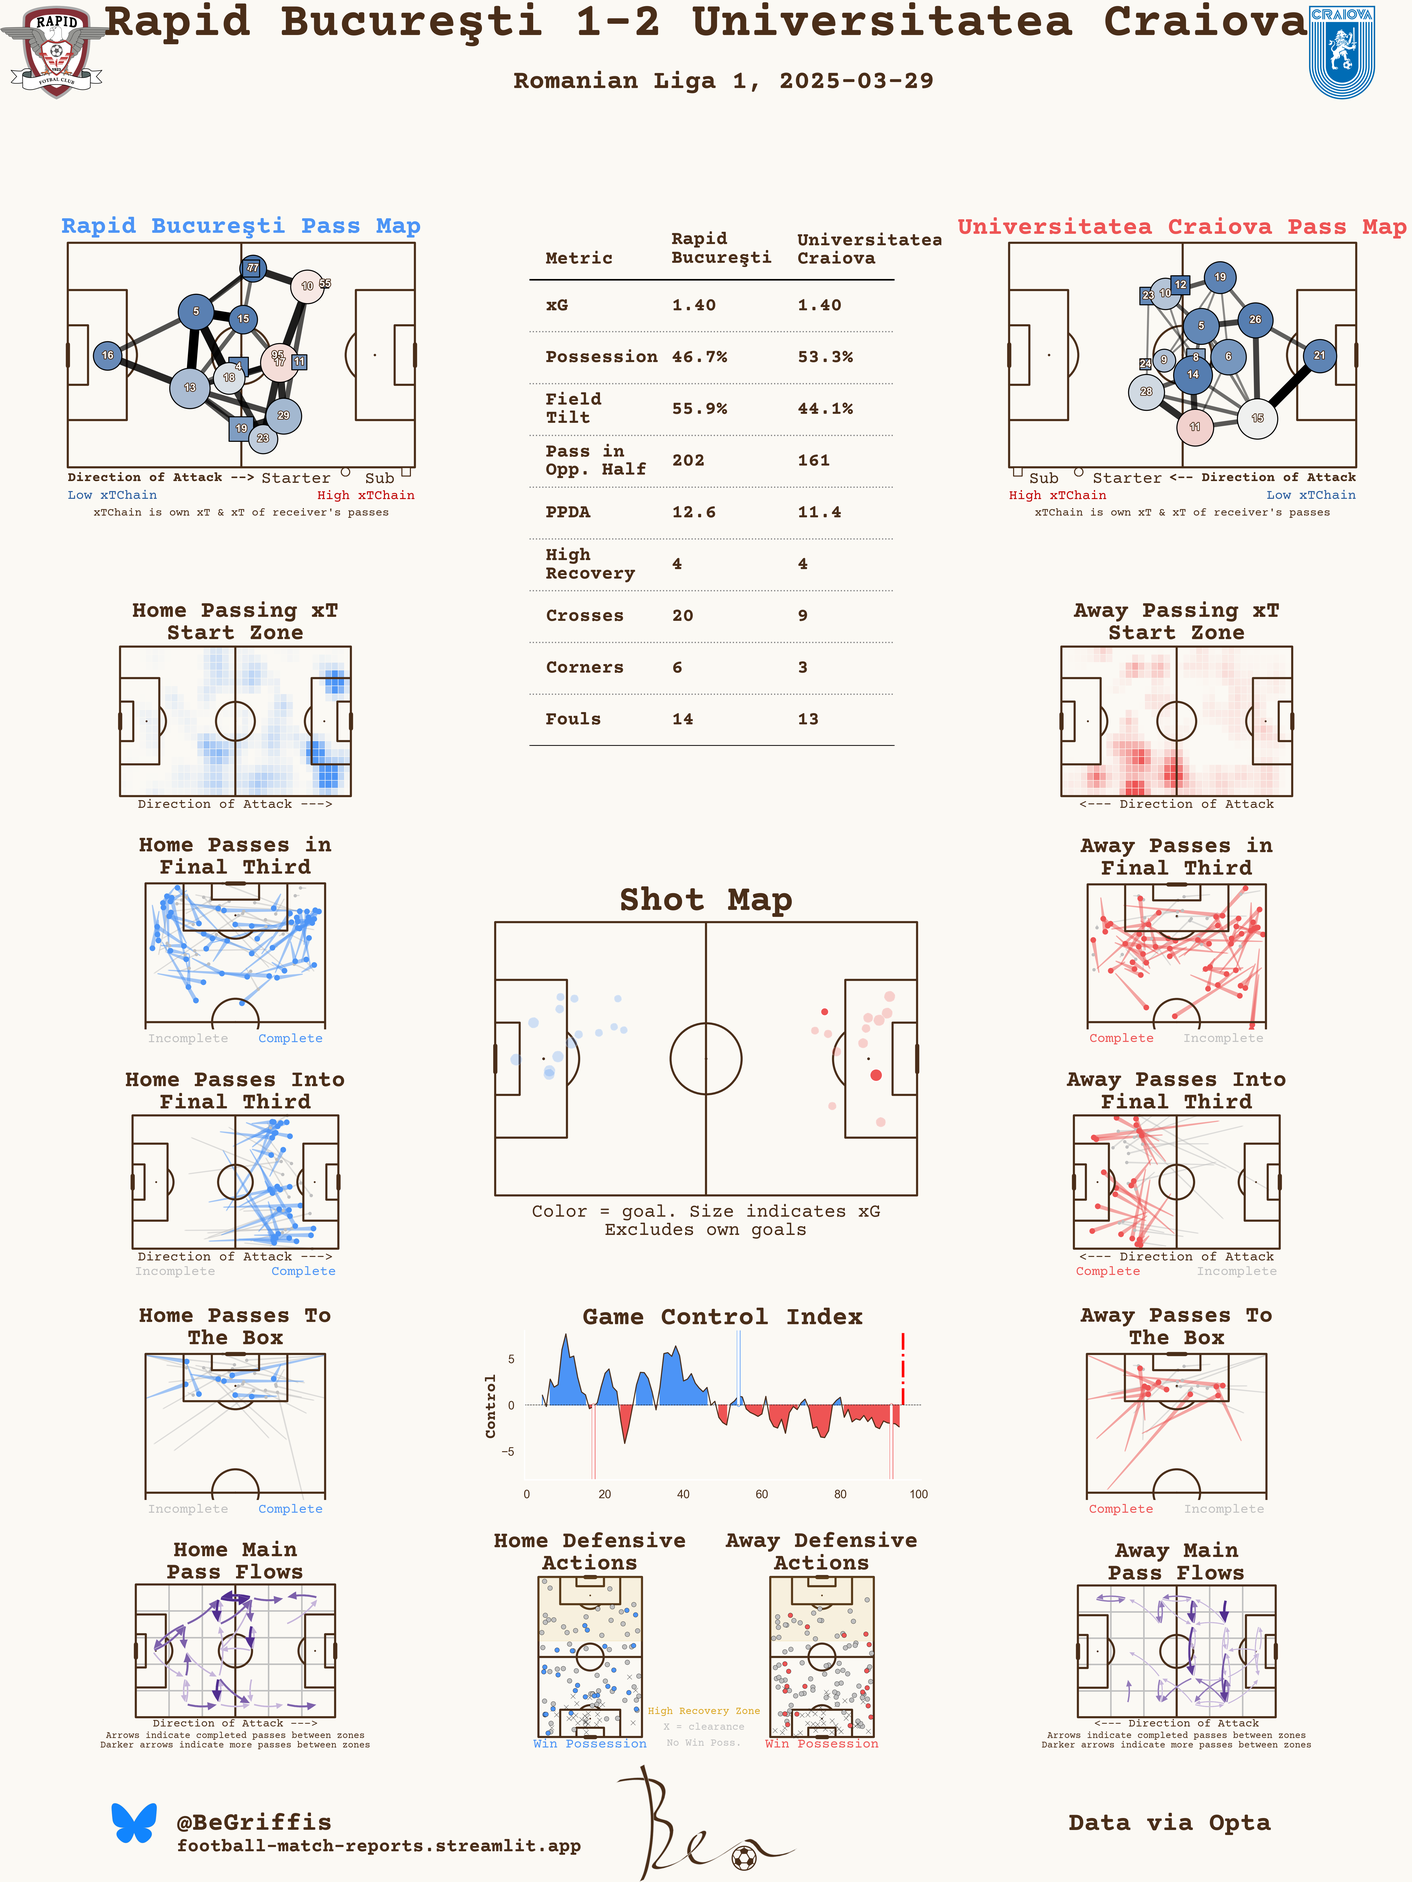 Rapid Bucureşti 1-2 Universitatea Craiova
RAPID
1923
FOTBAL CLUB
CRAIOVA
Romanian Liga 1, 2025-03-29
Rapid Bucureşti Pass Map
77
10
55
5
15
16
95
17
11
4
18
13
29
19
23
Direction of Attack --> Starter Sub
Low xTChain High xTChain
xTChain is own xT & xT of receiver's passes
Metric Rapid Bucureşti Universitatea Craiova
xG 1.40 1.40
Possession 46.7% 53.3%
Field Tilt 55.9% 44.1%
Pass in Opp. Half 202 161
PPDA 12.6 11.4
High Recovery 4 4
Crosses 20 9
Corners 6 3
Fouls 14 13
Universitatea Craiova Pass Map
19
12
23
10
5
26
24
9
8
6
21
14
28
11
15
Sub Starter <-- Direction of Attack
High xTChain Low xTChain
xTChain is own xT & xT of receiver's passes
Home Passing xT
Start Zone
Direction of Attack --->
Away Passing xT
Start Zone
<--- Direction of Attack
Home Passes in
Final Third
Incomplete Complete
Away Passes in
Final Third
Complete Incomplete
Shot Map
Color = goal. Size indicates xG
Excludes own goals
Home Passes Into
Final Third
Direction of Attack --->
Incomplete Complete
Away Passes Into
Final Third
<--- Direction of Attack
Complete Incomplete
Home Passes To
The Box
Incomplete Complete
Game Control Index
Control
5
0
−5
0 20 40 60 80 100
Away Passes To
The Box
Complete Incomplete
Home Main
Pass Flows
Direction of Attack --->
Arrows indicate completed passes between zones
Darker arrows indicate more passes between zones
Home Defensive
Actions
Win Possession
High Recovery Zone
X = clearance
No Win Poss.
Away Defensive
Actions
Win Possession
Away Main
Pass Flows
<--- Direction of Attack
Arrows indicate completed passes between zones
Darker arrows indicate more passes between zones
@BeGriffis
football-match-reports.streamlit.app
Ben
Data via Opta